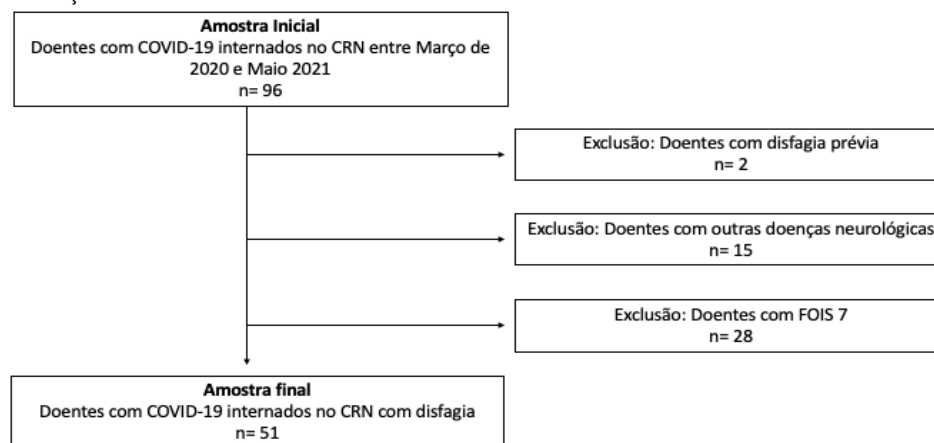 Amostra Inicial
Doentes com COVID-19 internados no CRN entre Março de
2020 e Maio 2021
n= 96
Exclusão: Doentes com disfagia prévia
n= 2
Exclusão: Doentes com outras doenças neurológicas
n= 15
Exclusão: Doentes com FOIS 7
n= 28
Amostra final
Doentes com COVID-19 internados no CRN com disfagia
n= 51